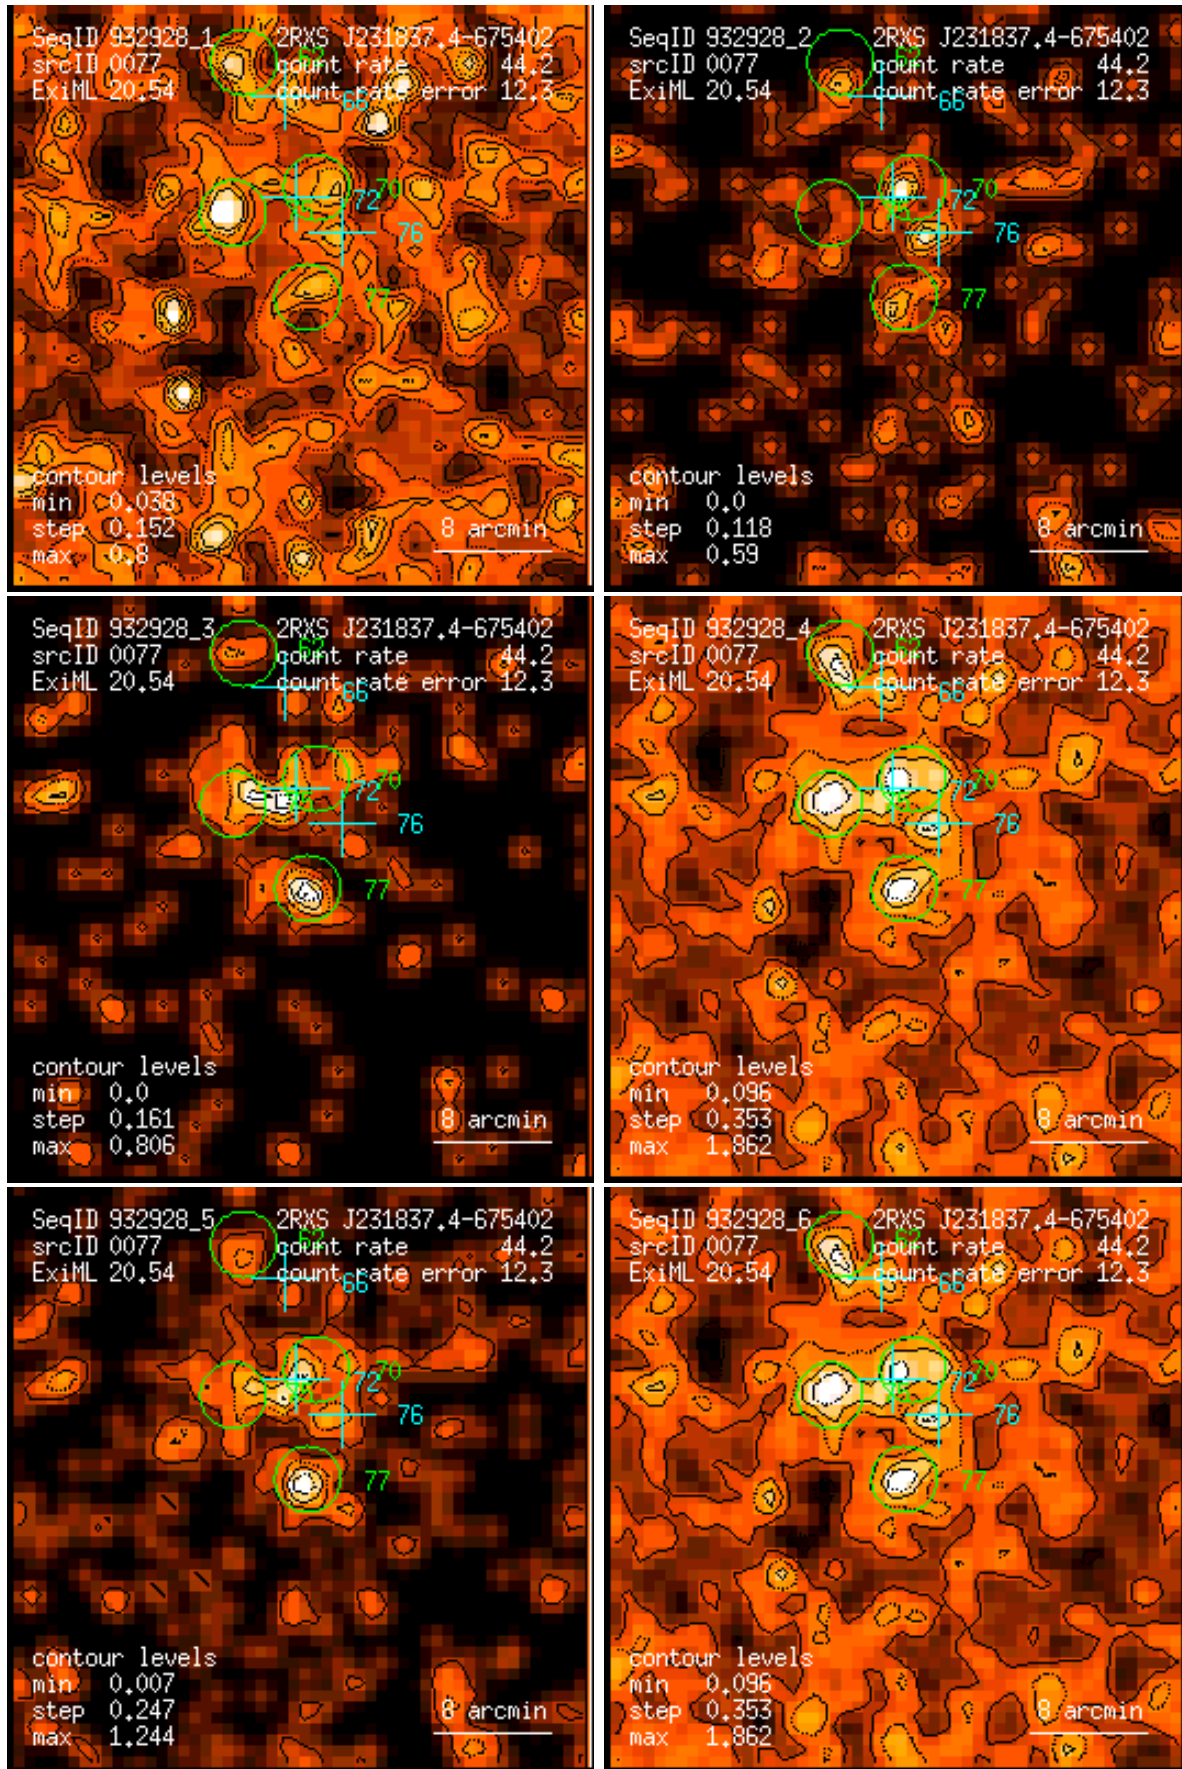 SeqID 932928_1 2RXS J231837.4-675402
srcID 0077 count rate 44.2
ExiML 20.54 count rate error 12.3
62
66
70
72
76
77
contour levels
min 0.038
step 0.152
max 0.8
8 arcmin
SeqID 932928_2 2RXS J231837.4-675402
srcID 0077 count rate 44.2
ExiML 20.54 count rate error 12.3
62
66
70
72
76
77
contour levels
min 0.0
step 0.118
max 0.59
8 arcmin
SeqID 932928_3 2RXS J231837.4-675402
srcID 0077 count rate 44.2
ExiML 20.54 count rate error 12.3
62
66
70
72
76
77
contour levels
min 0.0
step 0.161
max 0.806
8 arcmin
SeqID 932928_4 2RXS J231837.4-675402
srcID 0077 count rate 44.2
ExiML 20.54 count rate error 12.3
62
66
70
72
76
77
contour levels
min 0.096
step 0.353
max 1.862
8 arcmin
SeqID 932928_5 2RXS J231837.4-675402
srcID 0077 count rate 44.2
ExiML 20.54 count rate error 12.3
62
66
70
72
76
77
contour levels
min 0.007
step 0.247
max 1.244
8 arcmin
SeqID 932928_6 2RXS J231837.4-675402
srcID 0077 count rate 44.2
ExiML 20.54 count rate error 12.3
62
66
70
72
76
77
contour levels
min 0.096
step 0.353
max 1.862
8 arcmin